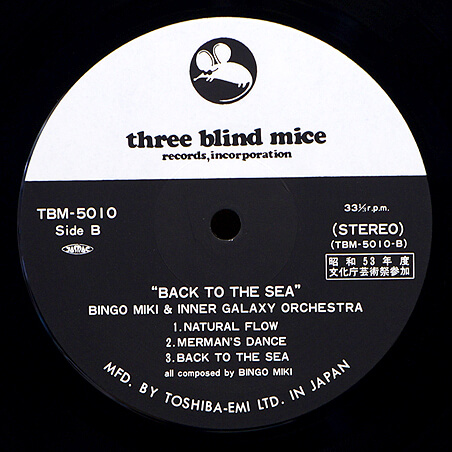 three blind mice
records, incorporation
TBM-5010
Side B
JASRAC
33⅓ r.p.m.
(STEREO)
(TBM-5010-B)
昭和53年度
文化庁芸術祭参加
"BACK TO THE SEA"
BINGO MIKI & INNER GALAXY ORCHESTRA
1. NATURAL FLOW
2. MERMAN'S DANCE
3. BACK TO THE SEA
all composed by BINGO MIKI
MFD. BY TOSHIBA-EMI LTD. IN JAPAN